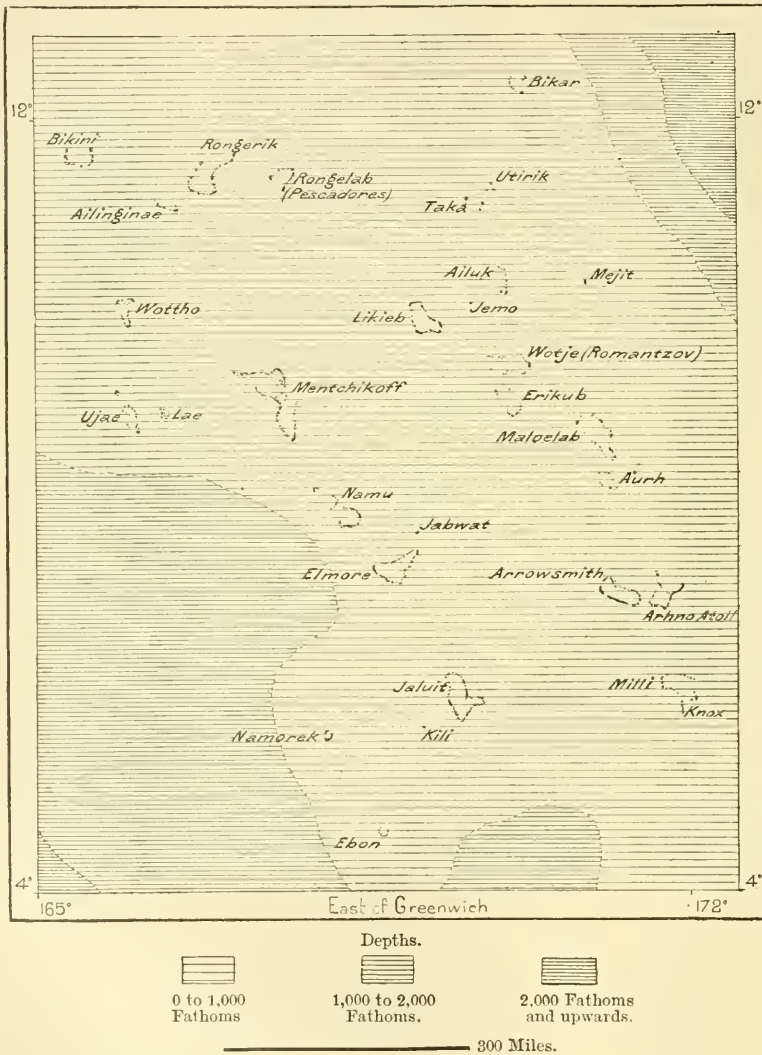 Bikar
12°
12°
Bikini
Rongerik
Rongelab
(Pescadores)
Utirik
Taka
Ailinginae
Ailuk
Mejit
Jemo
Wottho
Likieb
Wotje (Romantzov)
Mentchikoff
Erikub
Ujae
Lae
Maloelab
Aurh
Namu
Jabwat
Elmore
Arrowsmith
Arhno Atoll
Jaluit
Milli
Knox
Namorek
Kili
Ebon
4°
4°
165°
East of Greenwich
172°
Depths.
0 to 1,000
Fathoms
1,000 to 2,000
Fathoms.
2,000 Fathoms
and upwards.
300 Miles.